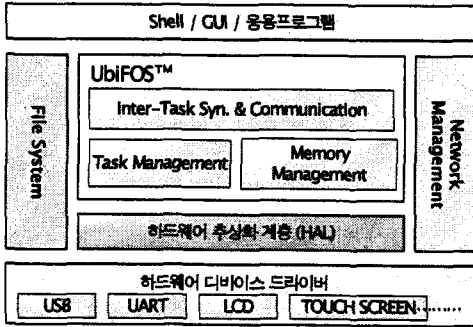 Shell / GUI / 응용프로그램
File System
UbiFOS™
Inter-Task Syn. & Communication
Task Management
Memory Management
Network Management
하드웨어 추상화 계층 (HAL)
하드웨어 디바이스 드라이버
USB
UART
LCD
TOUCH SCREEN·········